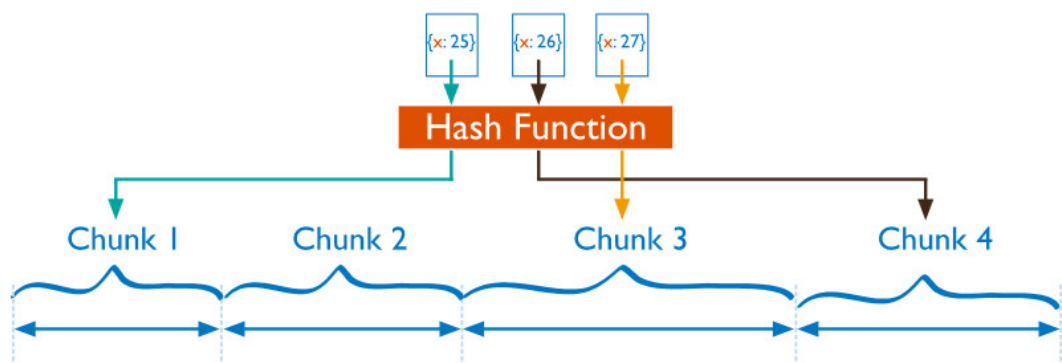 {x: 25} {x: 26} {x: 27}
Hash Function
Chunk 1 Chunk 2 Chunk 3 Chunk 4